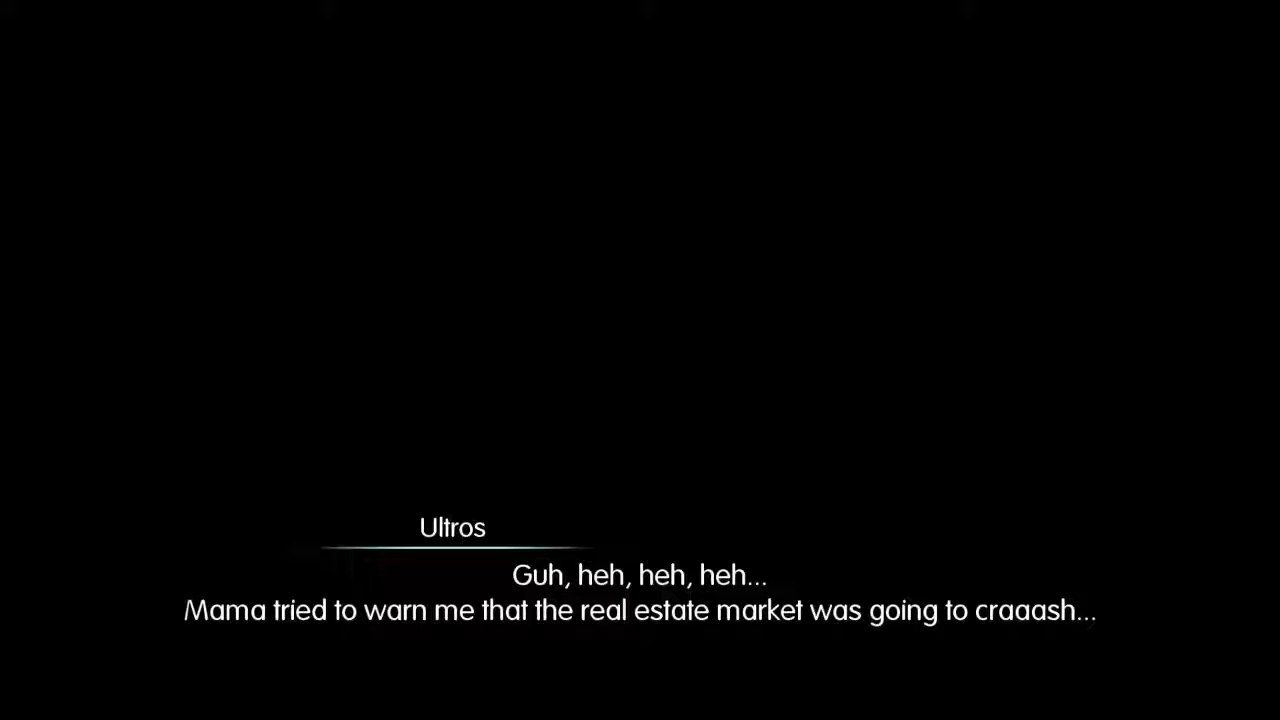 Ultros
Guh, heh, heh, heh...
Mama tried to warn me that the real estate market was going to craaash...